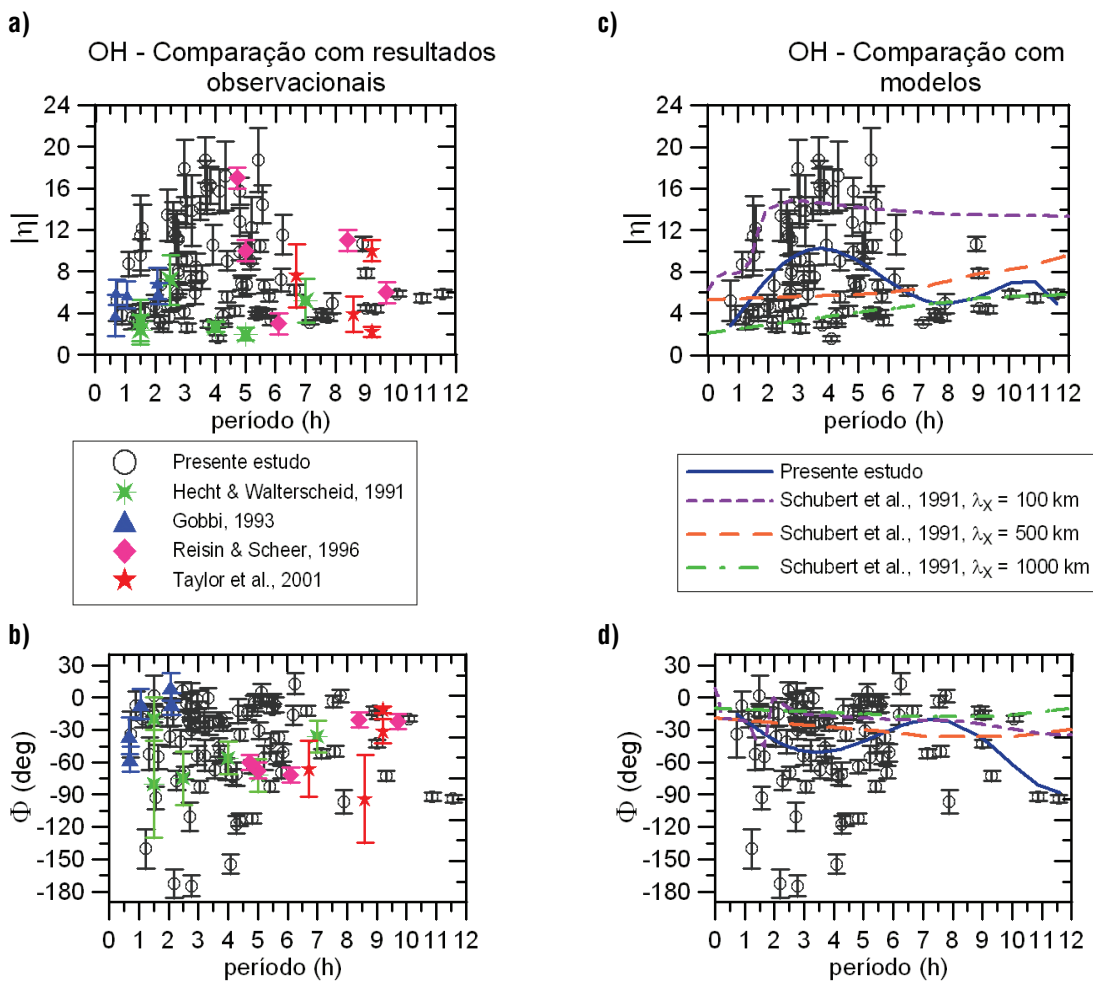 a)
OH - Comparação com resultados
observacionais
24
20
16
12
8
4
0
|η|
0 1 2 3 4 5 6 7 8 9 10 11 12
período (h)
Presente estudo
Hecht & Walterscheid, 1991
Gobbi, 1993
Reisin & Scheer, 1996
Taylor et al., 2001
b)
30
0
-30
-60
-90
-120
-150
-180
Φ (deg)
0 1 2 3 4 5 6 7 8 9 10 11 12
período (h)
c)
OH - Comparação com
modelos
24
20
16
12
8
4
0
|η|
0 1 2 3 4 5 6 7 8 9 10 11 12
período (h)
Presente estudo
Schubert et al., 1991, λX = 100 km
Schubert et al., 1991, λX = 500 km
Schubert et al., 1991, λX = 1000 km
d)
30
0
-30
-60
-90
-120
-150
-180
Φ (deg)
0 1 2 3 4 5 6 7 8 9 10 11 12
período (h)